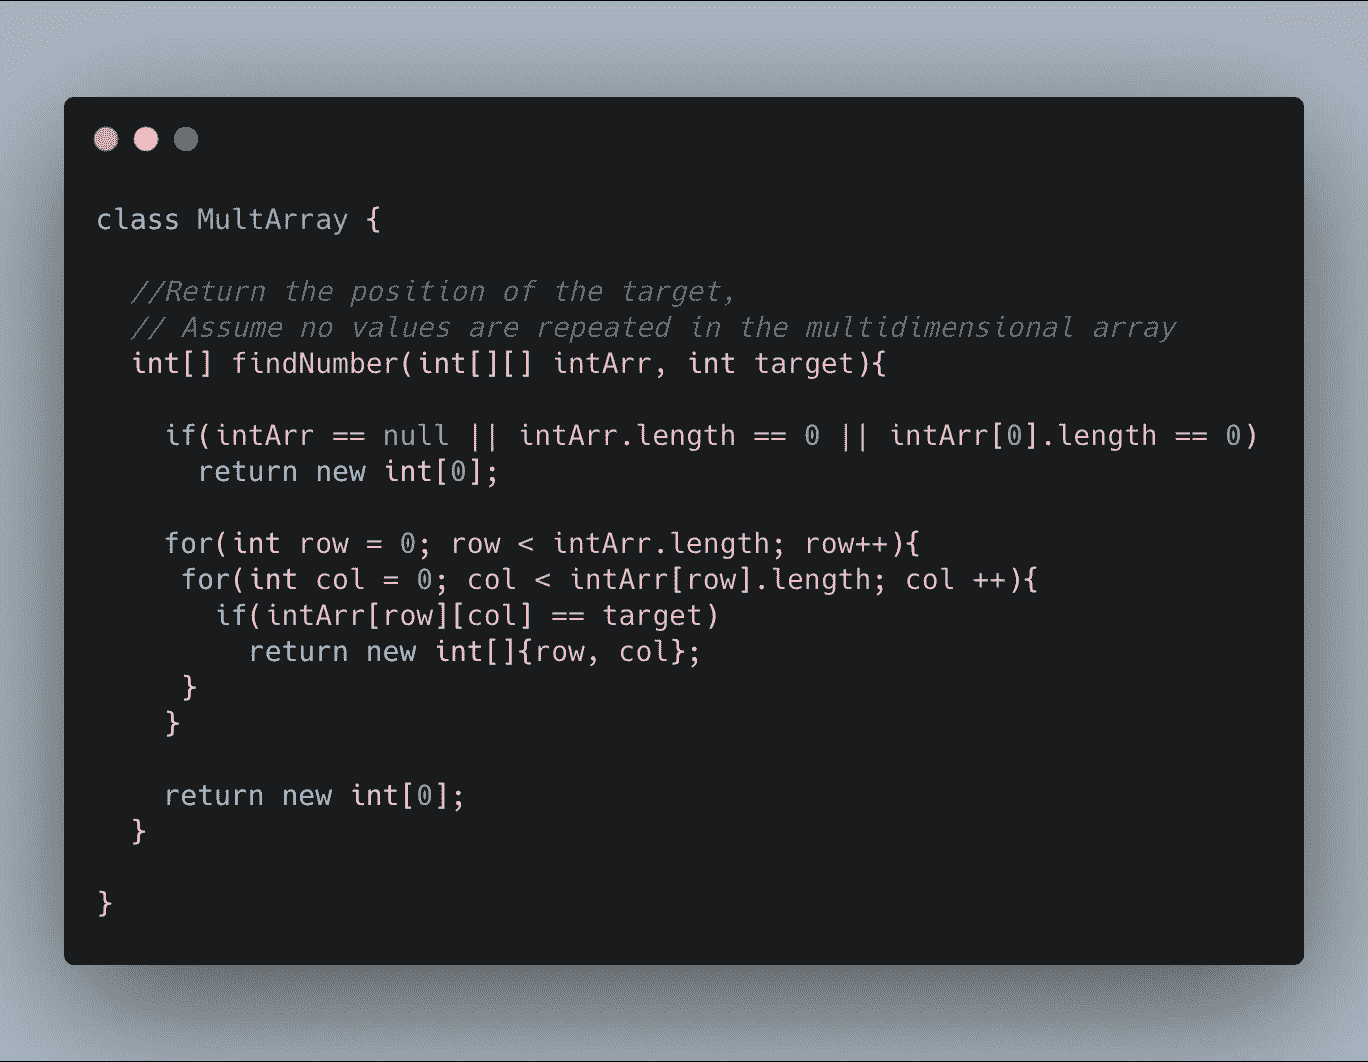 class MultArray {
//Return the position of the target,
// Assume no values are repeated in the multidimensional array
int[] findNumber(int[][] intArr, int target){
if(intArr == null || intArr.length == 0 || intArr[0].length == 0)
return new int[0];
for(int row = 0; row < intArr.length; row++){
for(int col = 0; col < intArr[row].length; col ++){
if(intArr[row][col] == target)
return new int[]{row, col};
}
}
return new int[0];
}
}